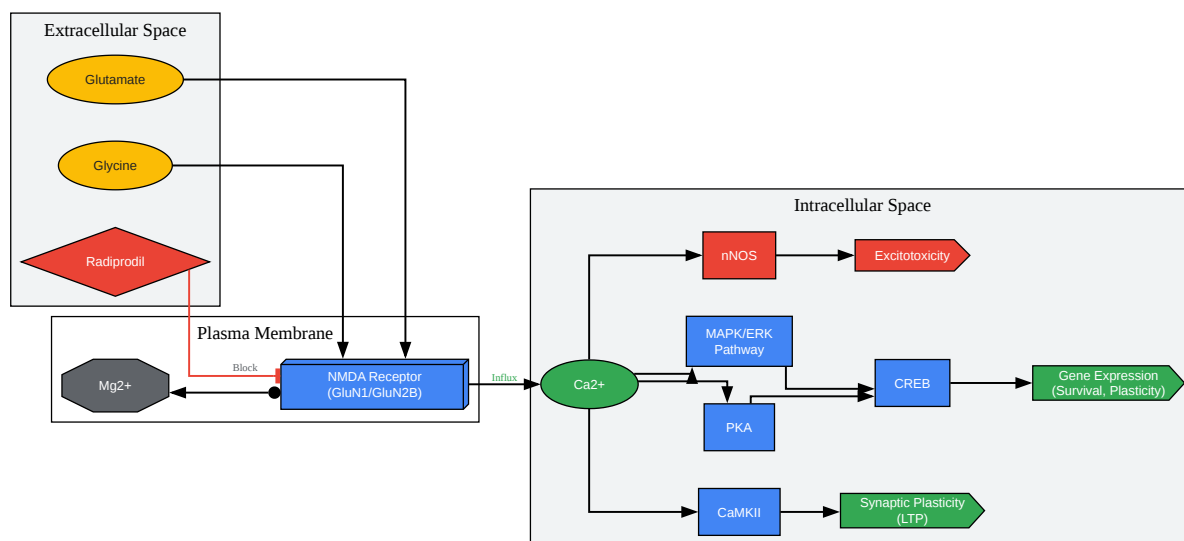 Extracellular Space
Glutamate
Glycine
Radiprodil
Plasma Membrane
Block
Mg2+
NMDA Receptor
(GluN1/GluN2B)
Influx
Intracellular Space
nNOS
Excitotoxicity
MAPK/ERK
Pathway
Ca2+
CREB
Gene Expression
(Survival, Plasticity)
PKA
CaMKII
Synaptic Plasticity
(LTP)